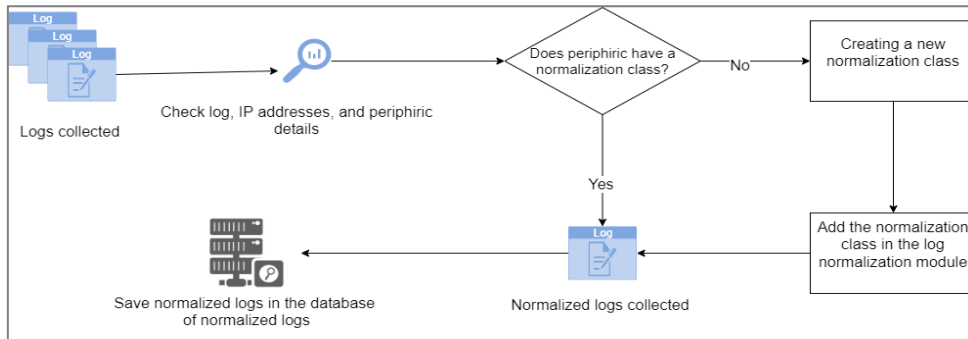 Log
Log
Log
Logs collected
Check log, IP addresses, and periphiric
details
Does periphiric have a
normalization class?
No
Creating a new
normalization class
Yes
Add the normalization
class in the log
normalization module
Log
Normalized logs collected
Save normalized logs in the database
of normalized logs